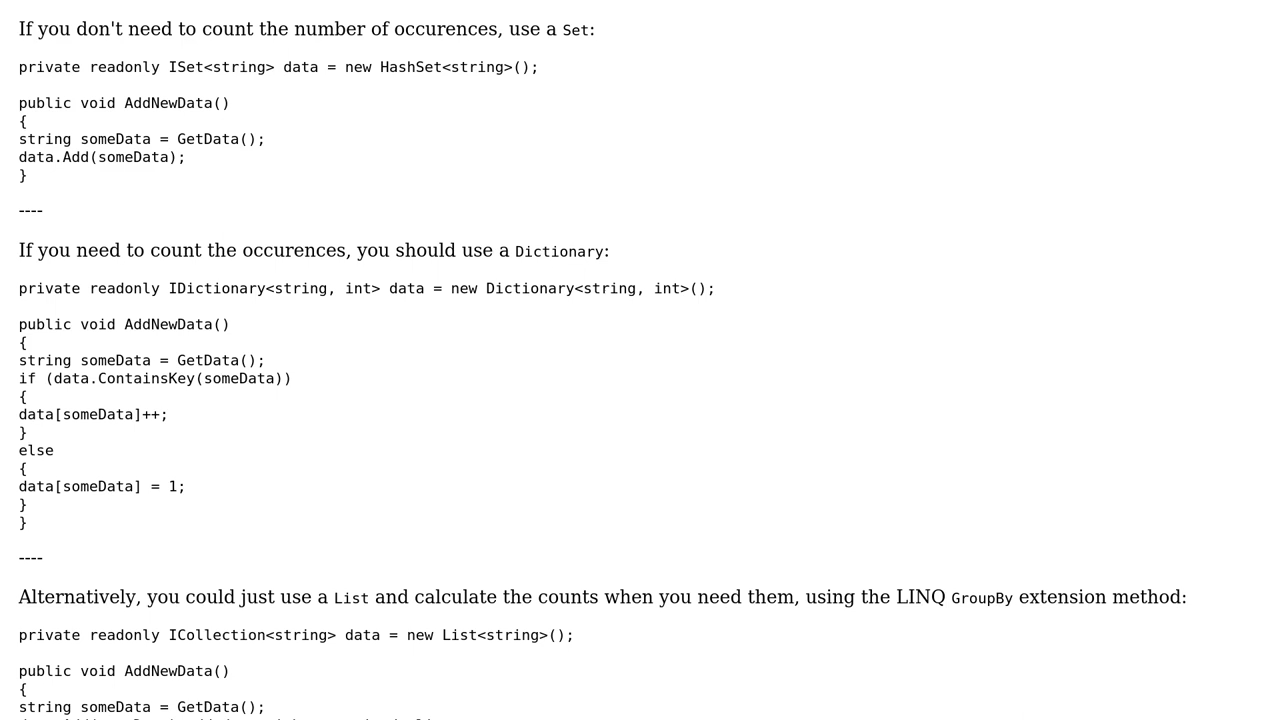 If you don't need to count the number of occurences, use a Set:
private readonly ISet<string> data = new HashSet<string>();
public void AddNewData()
{
string someData = GetData();
data.Add(someData);
}
----
If you need to count the occurences, you should use a Dictionary:
private readonly IDictionary<string, int> data = new Dictionary<string, int>();
public void AddNewData()
{
string someData = GetData();
if (data.ContainsKey(someData))
{
data[someData]++;
}
else
{
data[someData] = 1;
}
}
----
Alternatively, you could just use a List and calculate the counts when you need them, using the LINQ GroupBy extension method:
private readonly ICollection<string> data = new List<string>();
public void AddNewData()
{
string someData = GetData();